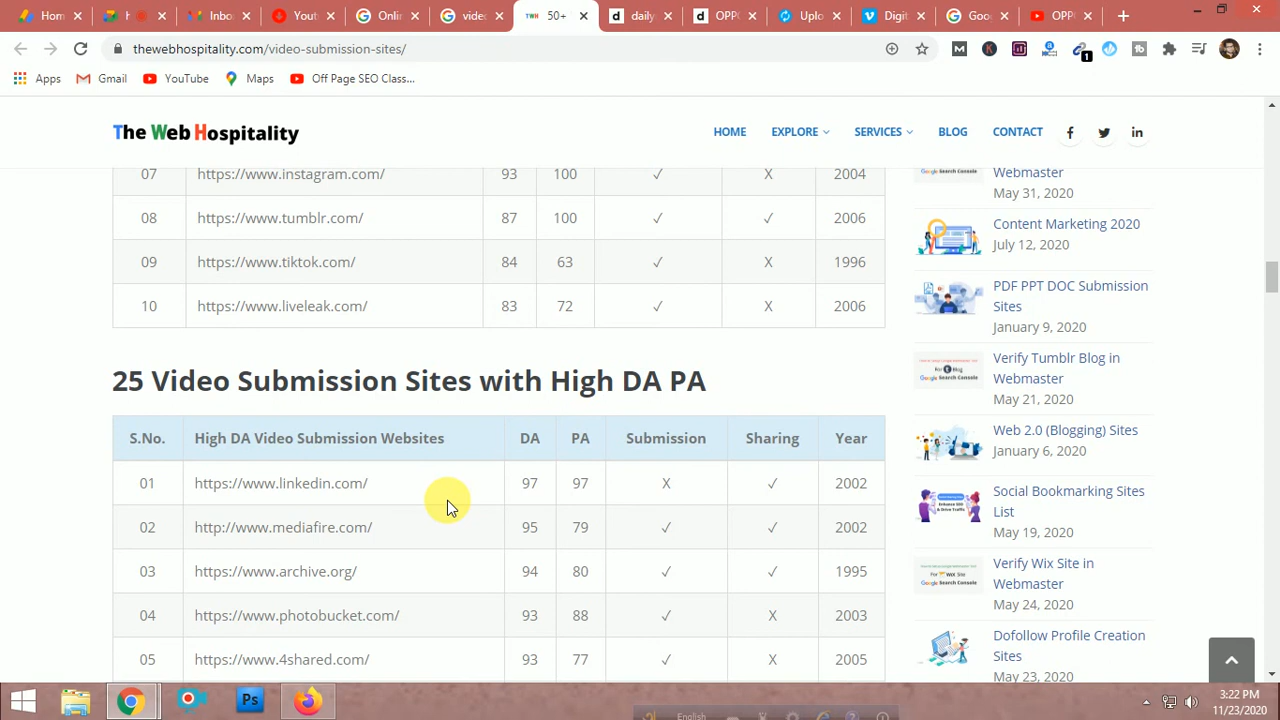 Hom
Inbo
Yout
Onlin
video
TWH 50+
daily
OPPO
Uplo
Digit
Goo
OPP
thewebhospitality.com/video-submission-sites/
Apps
Gmail
YouTube
Maps
Off Page SEO Class...
The Web Hospitality
HOME
EXPLORE
SERVICES
BLOG
CONTACT
07 https://www.instagram.com/ 93 100 ✓ X 2004
08 https://www.tumblr.com/ 87 100 ✓ ✓ 2006
09 https://www.tiktok.com/ 84 63 ✓ X 1996
10 https://www.liveleak.com/ 83 72 ✓ X 2006
25 Video Submission Sites with High DA PA
S.No. High DA Video Submission Websites DA PA Submission Sharing Year
01 https://www.linkedin.com/ 97 97 X ✓ 2002
02 http://www.mediafire.com/ 95 79 ✓ ✓ 2002
03 https://www.archive.org/ 94 80 ✓ ✓ 1995
04 https://www.photobucket.com/ 93 88 ✓ X 2003
05 https://www.4shared.com/ 93 77 ✓ X 2005
Webmaster
May 31, 2020
Content Marketing 2020
July 12, 2020
PDF PPT DOC Submission
Sites
January 9, 2020
Verify Tumblr Blog in
Webmaster
May 21, 2020
Web 2.0 (Blogging) Sites
January 6, 2020
Social Bookmarking Sites
List
May 19, 2020
Verify Wix Site in
Webmaster
May 24, 2020
Dofollow Profile Creation
Sites
May 23, 2020
English
3:22 PM
11/23/2020